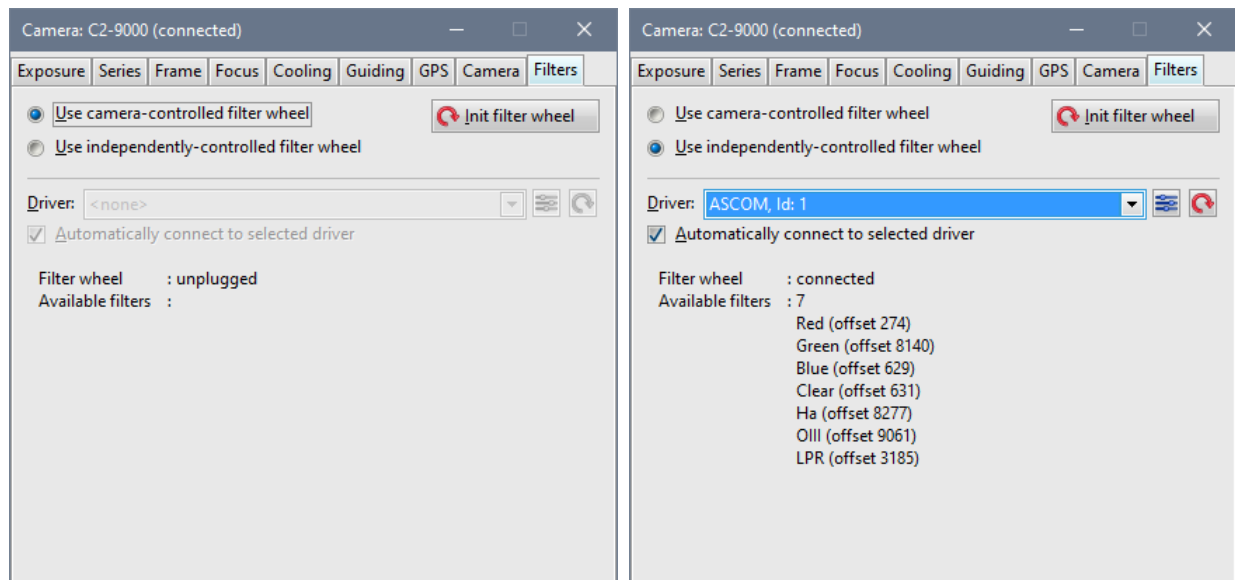 Camera: C2-9000 (connected)
Exposure Series Frame Focus Cooling Guiding GPS Camera Filters
Use camera-controlled filter wheel Init filter wheel
Use independently-controlled filter wheel
Driver: <none>
Automatically connect to selected driver
Filter wheel : unplugged
Available filters :
Camera: C2-9000 (connected)
Exposure Series Frame Focus Cooling Guiding GPS Camera Filters
Use camera-controlled filter wheel Init filter wheel
Use independently-controlled filter wheel
Driver: ASCOM, Id: 1
Automatically connect to selected driver
Filter wheel : connected
Available filters : 7
Red (offset 274)
Green (offset 8140)
Blue (offset 629)
Clear (offset 631)
Ha (offset 8277)
OIII (offset 9061)
LPR (offset 3185)